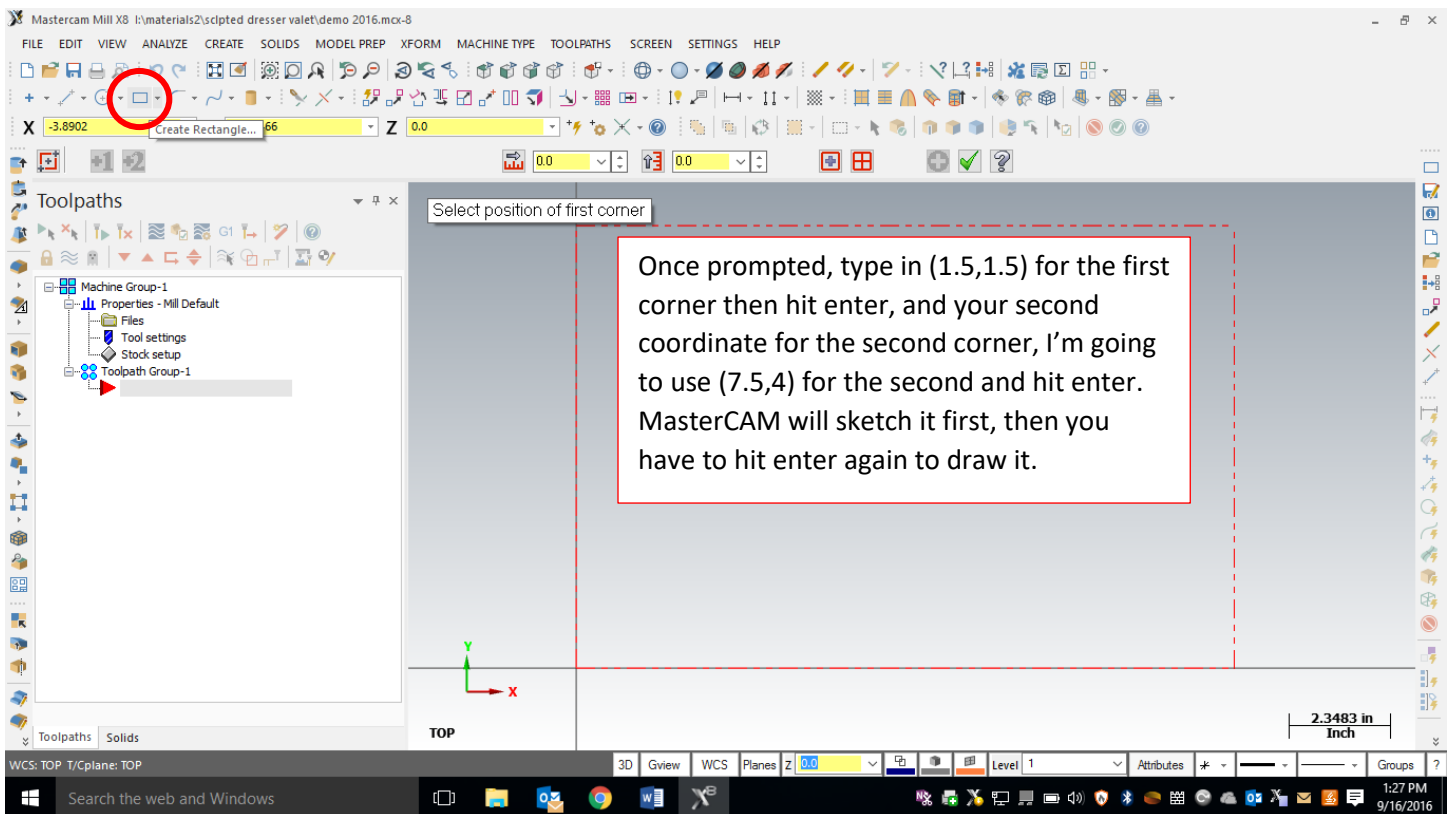 Mastercam Mill X8 I:\materials2\sclpted dresser valet\demo 2016.mcx-8
FILE EDIT VIEW ANALYZE CREATE SOLIDS MODEL PREP XFORM MACHINE TYPE TOOLPATHS SCREEN SETTINGS HELP
X -3.8902 66 Z 0.0
Create Rectangle...
+1 +2 0.0 0.0
Toolpaths
Select position of first corner
G1
Once prompted, type in (1.5,1.5) for the first
corner then hit enter, and your second
coordinate for the second corner, I’m going
to use (7.5,4) for the second and hit enter.
MasterCAM will sketch it first, then you
have to hit enter again to draw it.
Machine Group-1
Properties - Mill Default
Files
Tool settings
Stock setup
Toolpath Group-1
Y
X
TOP
2.3483 in
Inch
Toolpaths Solids
WCS: TOP T/Cplane: TOP
3D Gview WCS Planes Z 0.0 Level 1 Attributes Groups ?
Search the web and Windows
1:27 PM
9/16/2016